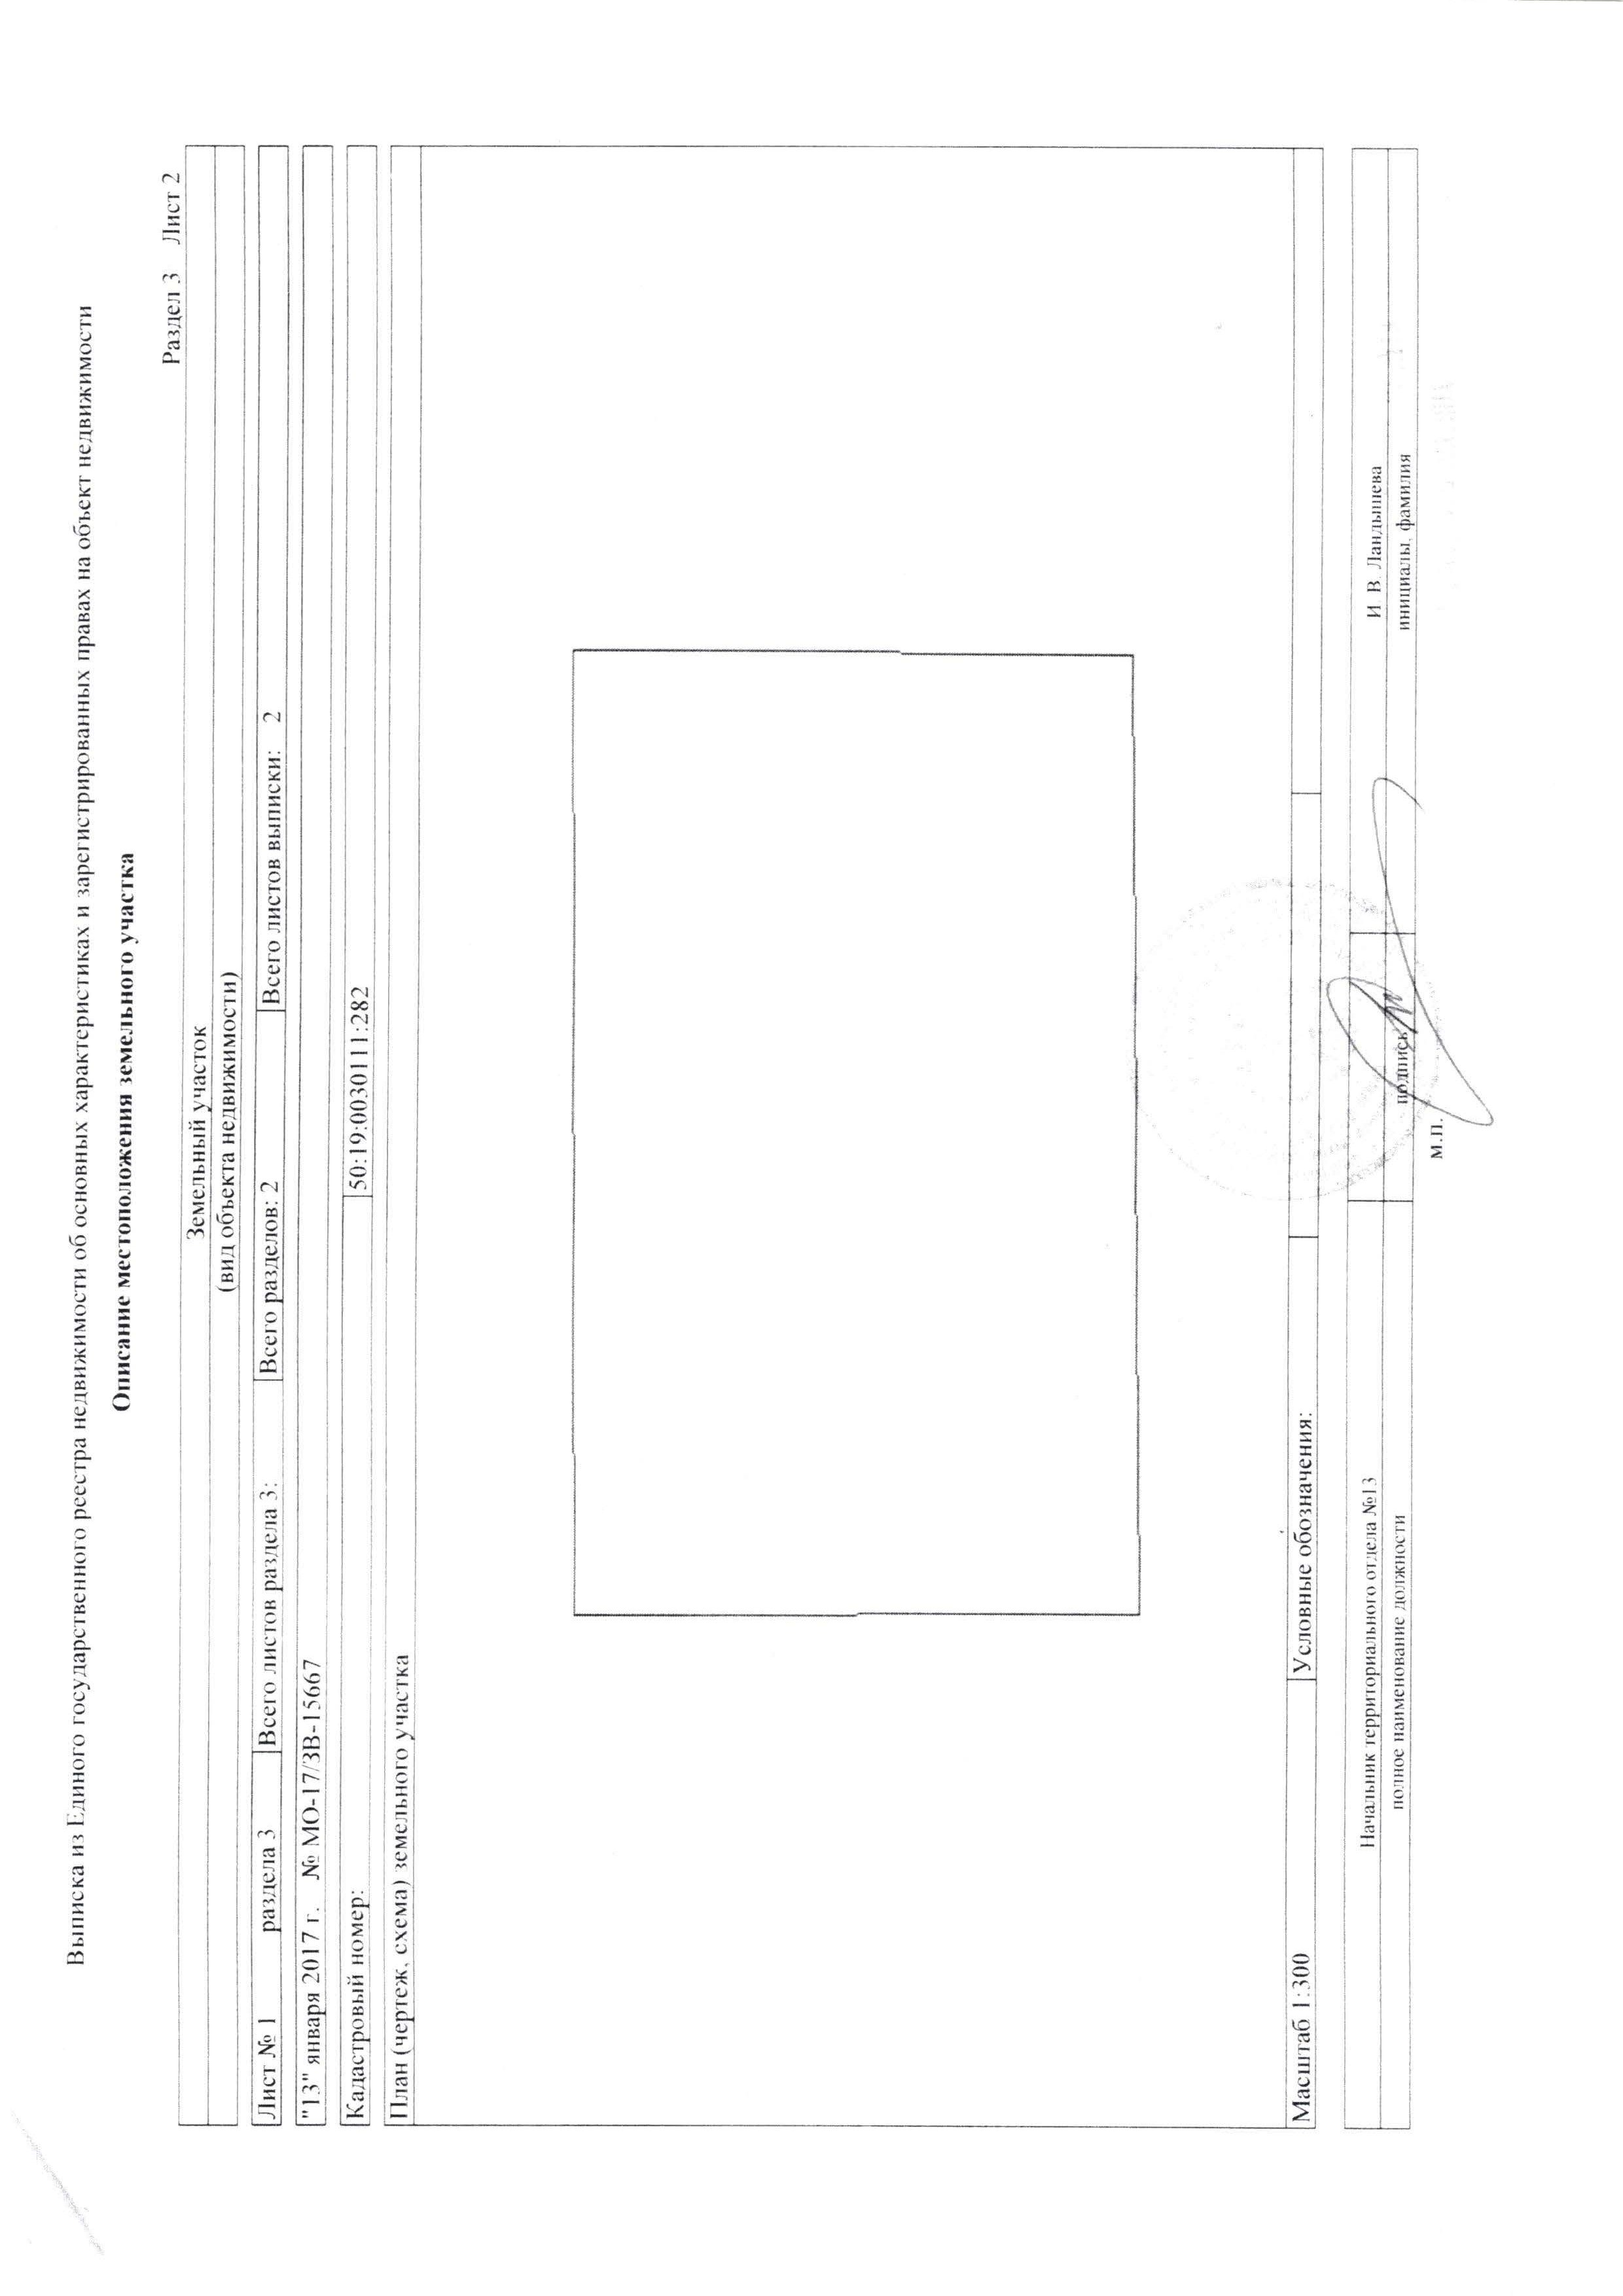 Выписка из Единого государственного реестра недвижимости об основных характеристиках и зарегистрированных правах на объект недвижимости
Описание местоположения земельного участка
Раздел 3 Лист 2
Земельный участок
(вид объекта недвижимости)
Лист № 1 раздела 3 Всего листов раздела 3: Всего разделов: 2 Всего листов выписки: 2
"13" января 2017 г. № МО-17/ЗВ-15667
Кадастровый номер: 50:19:0030111:282
План (чертеж, схема) земельного участка
Масштаб 1:300 Условные обозначения:
Начальник территориального отдела №13 И. В. Ландышева
полное наименование должности подпись инициалы, фамилия
М.П.